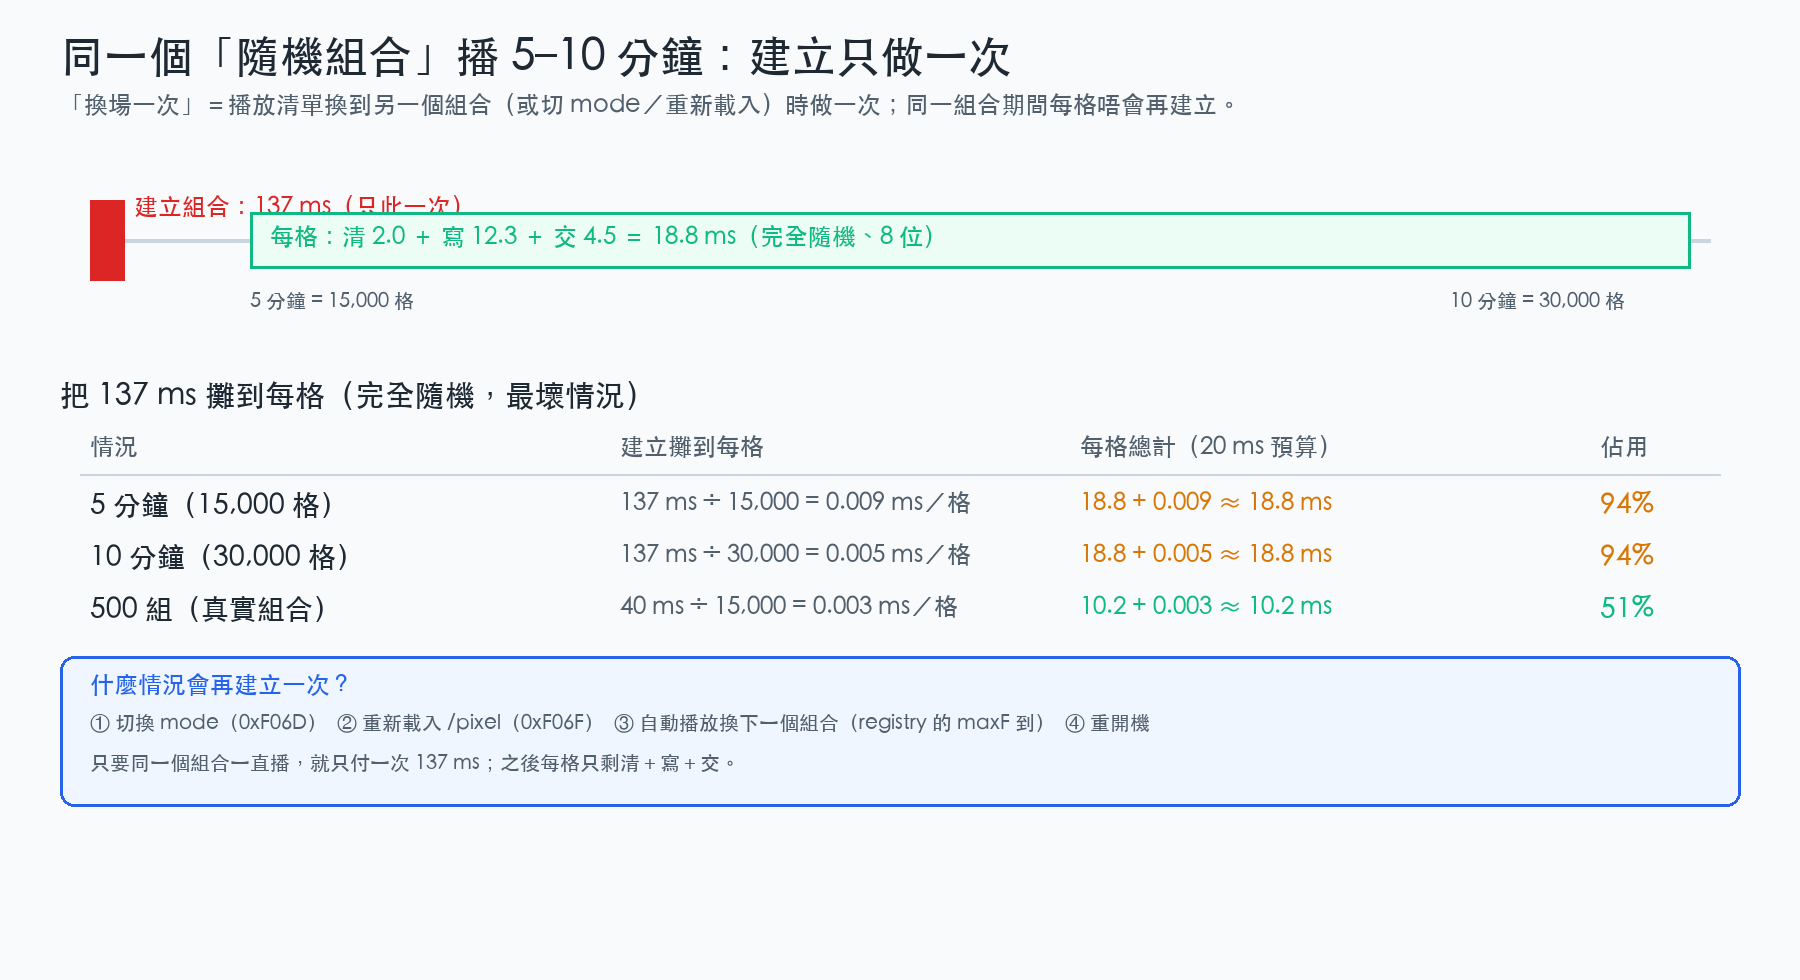 同一個「隨機組合」播 5–10 分鐘：建立只做一次
「換場一次」＝播放清單換到另一個組合（或切 mode／重新載入）時做一次；同一組合期間每格唔會再建立。
建立組合：137 ms（只此一次）
每格：清 2.0 ＋ 寫 12.3 ＋ 交 4.5 ＝ 18.8 ms（完全隨機、8 位）
5 分鐘 = 15,000 格
10 分鐘 = 30,000 格
把 137 ms 攤到每格（完全隨機，最壞情況）
情況 建立攤到每格 每格總計（20 ms 預算） 佔用
5 分鐘（15,000 格） 137 ms ÷ 15,000 = 0.009 ms／格 18.8 + 0.009 ≈ 18.8 ms 94%
10 分鐘（30,000 格） 137 ms ÷ 30,000 = 0.005 ms／格 18.8 + 0.005 ≈ 18.8 ms 94%
500 組（真實組合） 40 ms ÷ 15,000 = 0.003 ms／格 10.2 + 0.003 ≈ 10.2 ms 51%
什麼情況會再建立一次？
① 切換 mode（0xF06D） ② 重新載入 /pixel（0xF06F） ③ 自動播放換下一個組合（registry 的 maxF 到） ④ 重開機
只要同一個組合一直播，就只付一次 137 ms；之後每格只剩清＋寫＋交。